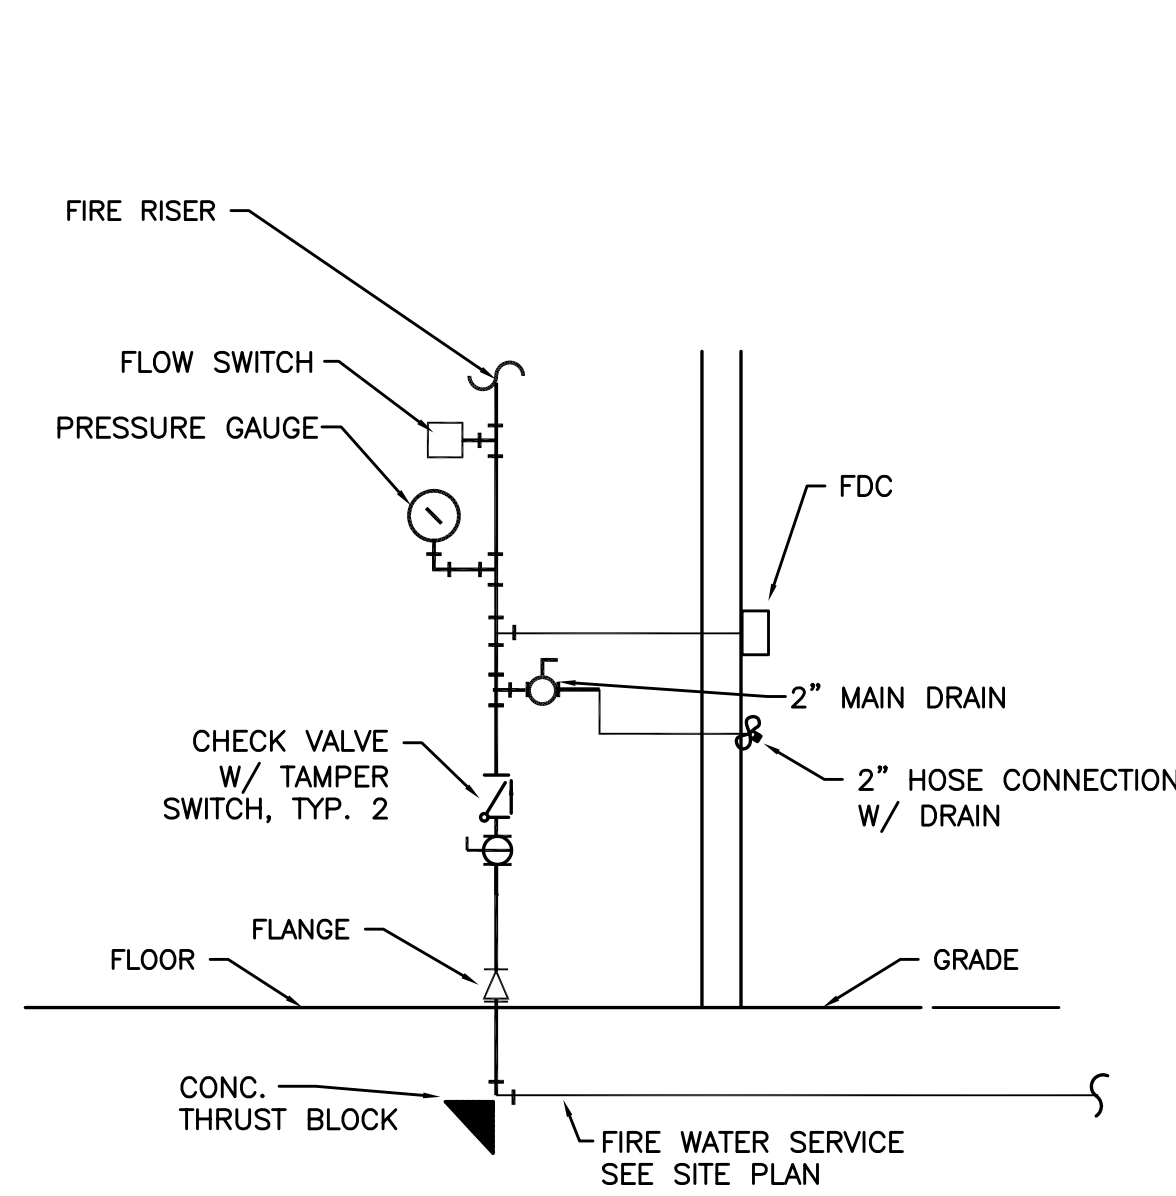 FIRE RISER
FLOW SWITCH
PRESSURE GAUGE
FDC
2" MAIN DRAIN
CHECK VALVE
W/ TAMPER
SWITCH, TYP. 2
2" HOSE CONNECTION
W/ DRAIN
FLANGE
FLOOR
GRADE
CONC.
THRUST BLOCK
FIRE WATER SERVICE
SEE SITE PLAN